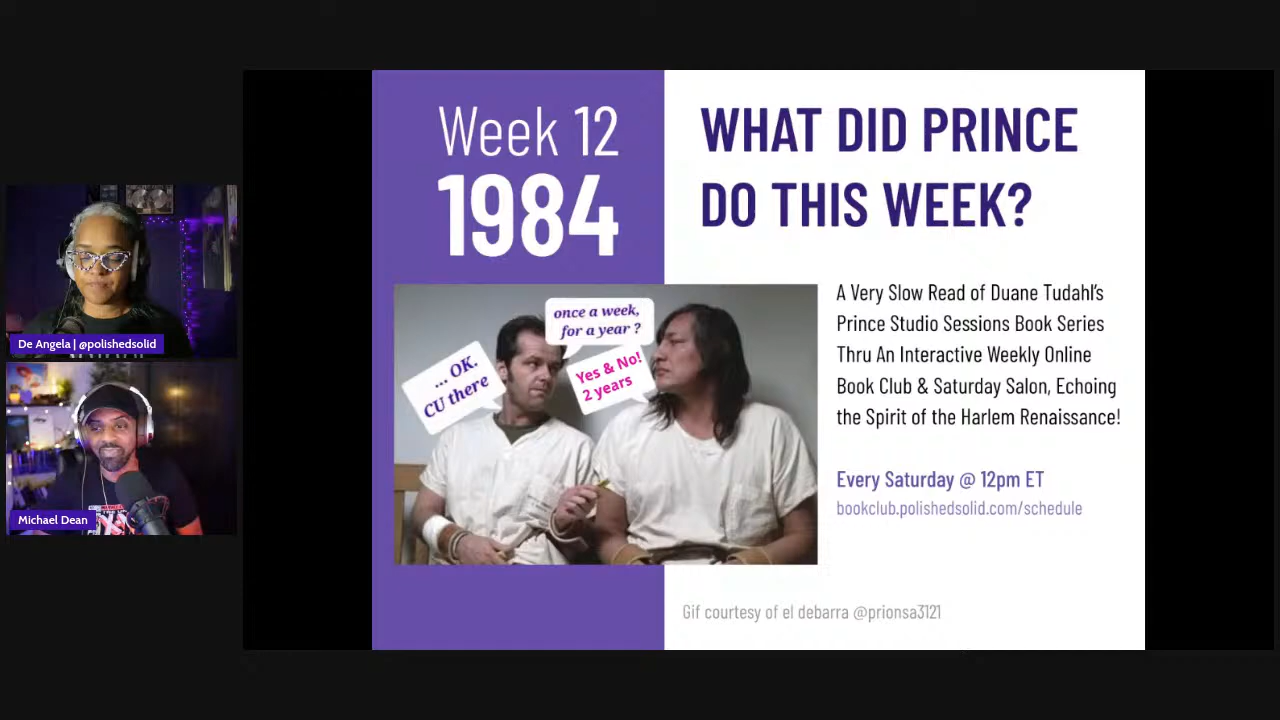 Week 12
1984
WHAT DID PRINCE
DO THIS WEEK?
... OK.
CU there
once a week,
for a year ?
Yes & No!
2 years
A Very Slow Read of Duane Tudahl's
Prince Studio Sessions Book Series
Thru An Interactive Weekly Online
Book Club & Saturday Salon, Echoing
the Spirit of the Harlem Renaissance!
Every Saturday @ 12pm ET
bookclub.polishedsolid.com/schedule
Gif courtesy of el debarra @prionsa3121
De Angela | @polishedsolid
Michael Dean